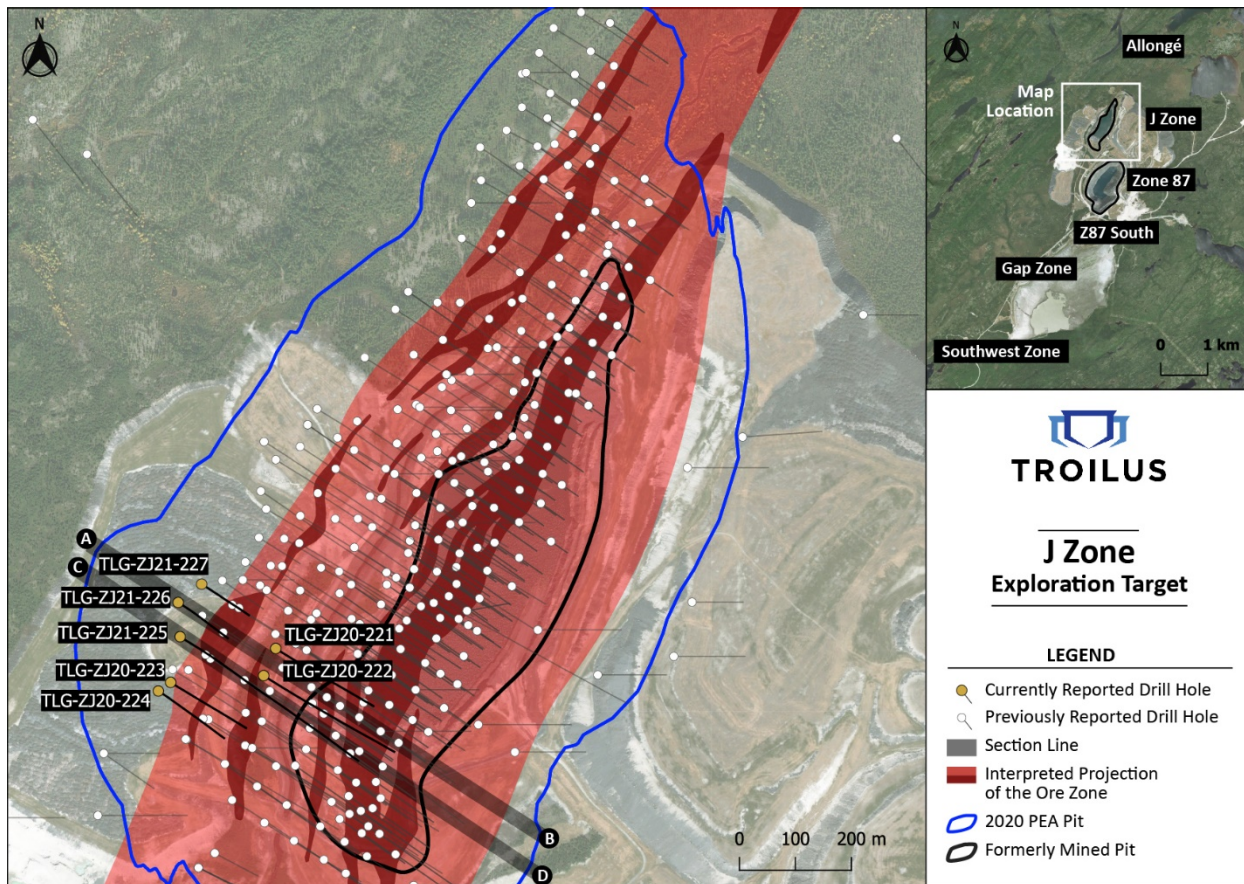 N
A
C
TLG-ZJ21-227
TLG-ZJ21-226
TLG-ZJ21-225
TLG-ZJ20-223
TLG-ZJ20-224
TLG-ZJ20-221
TLG-ZJ20-222
B
D
0 100 200 m
N
Allongé
Map
Location
J Zone
Zone 87
Z87 South
Gap Zone
Southwest Zone
0 1 km
TROILUS
J Zone
Exploration Target
LEGEND
Currently Reported Drill Hole
Previously Reported Drill Hole
Section Line
Interpreted Projection
of the Ore Zone
2020 PEA Pit
Formerly Mined Pit